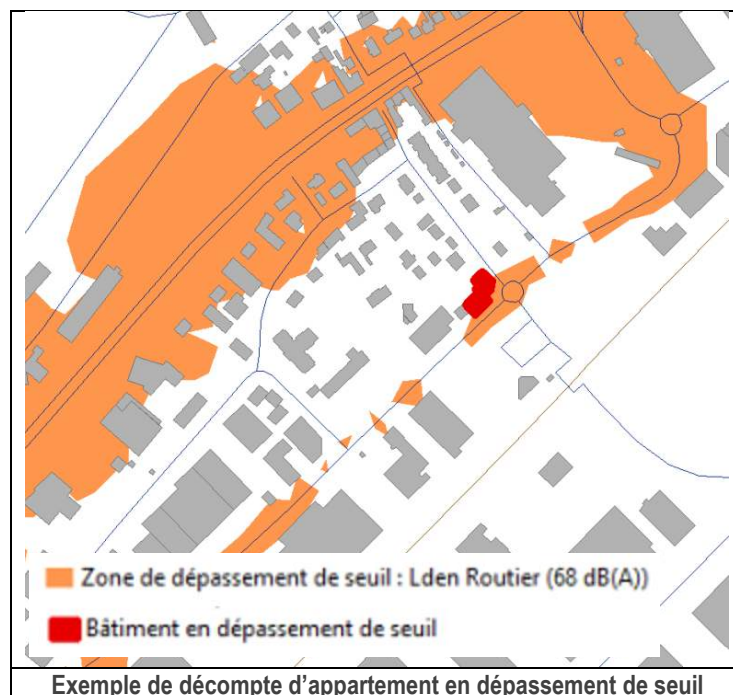 Zone de dépassement de seuil : Lden Routier (68 dB(A))
Bâtiment en dépassement de seuil
Exemple de décompte d'appartement en dépassement de seuil